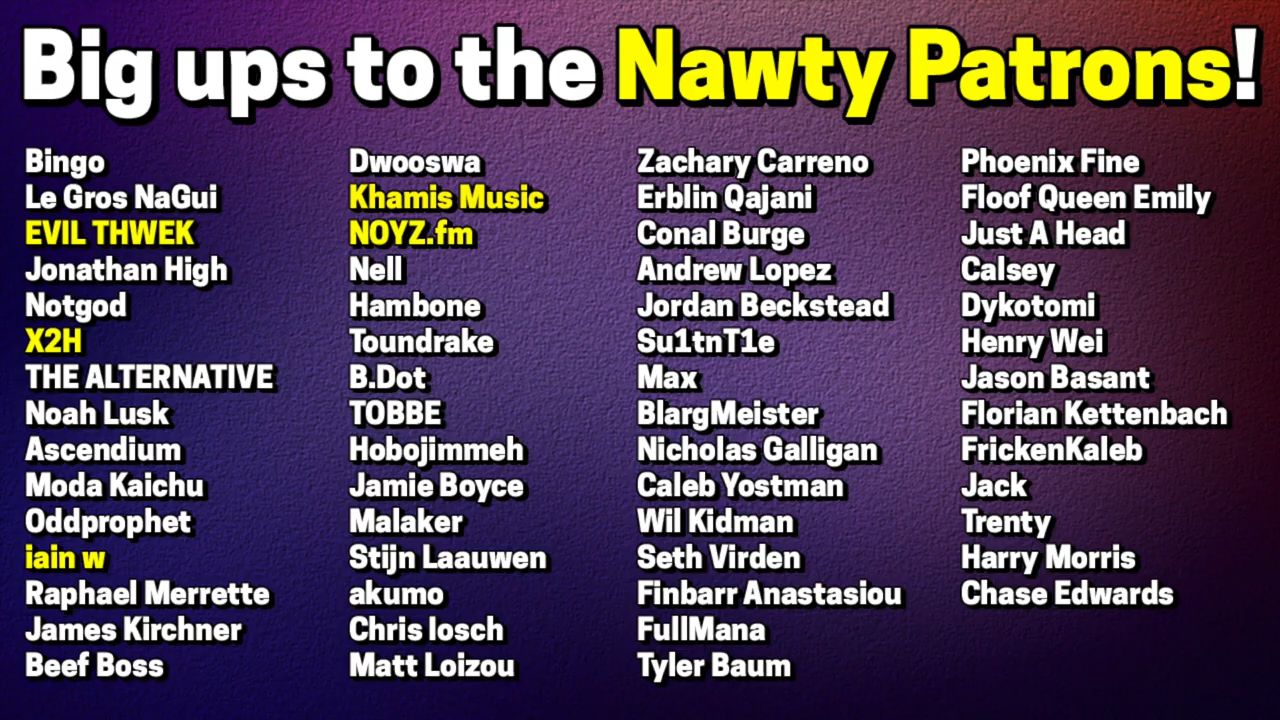 Big ups to the Nawty Patrons!
Bingo
Le Gros NaGui
EVIL THWEK
Jonathan High
Notgod
X2H
THE ALTERNATIVE
Noah Lusk
Ascendium
Moda Kaichu
Oddprophet
iain w
Raphael Merrette
James Kirchner
Beef Boss
Dwooswa
Khamis Music
NOYZ.fm
Nell
Hambone
Toundrake
B.Dot
TOBBE
Hobojimmeh
Jamie Boyce
Malaker
Stijn Laauwen
akumo
Chris Iosch
Matt Loizou
Zachary Carreno
Erblin Qajani
Conal Burge
Andrew Lopez
Jordan Beckstead
Su1tnT1e
Max
BlargMeister
Nicholas Galligan
Caleb Yostman
Wil Kidman
Seth Virden
Finbarr Anastasiou
FullMana
Tyler Baum
Phoenix Fine
Floof Queen Emily
Just A Head
Calsey
Dykotomi
Henry Wei
Jason Basant
Florian Kettenbach
FrickenKaleb
Jack
Trenty
Harry Morris
Chase Edwards